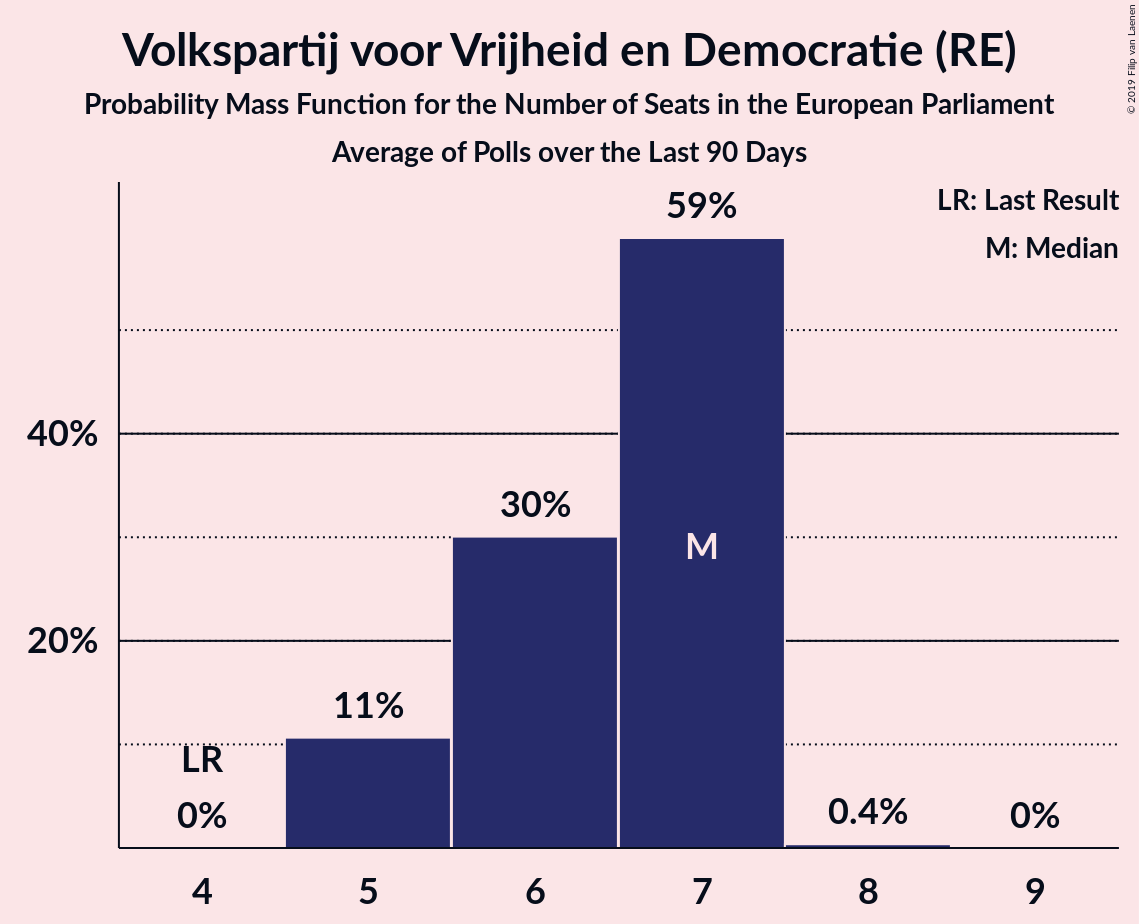 Volkspartij voor Vrijheid en Democratie (RE)
Probability Mass Function for the Number of Seats in the European Parliament
Average of Polls over the Last 90 Days
© 2019 Filip van Laenen
LR: Last Result
M: Median
59%
40%
30%
M
20%
11%
LR
0%
0.4%
0%
4
5
6
7
8
9